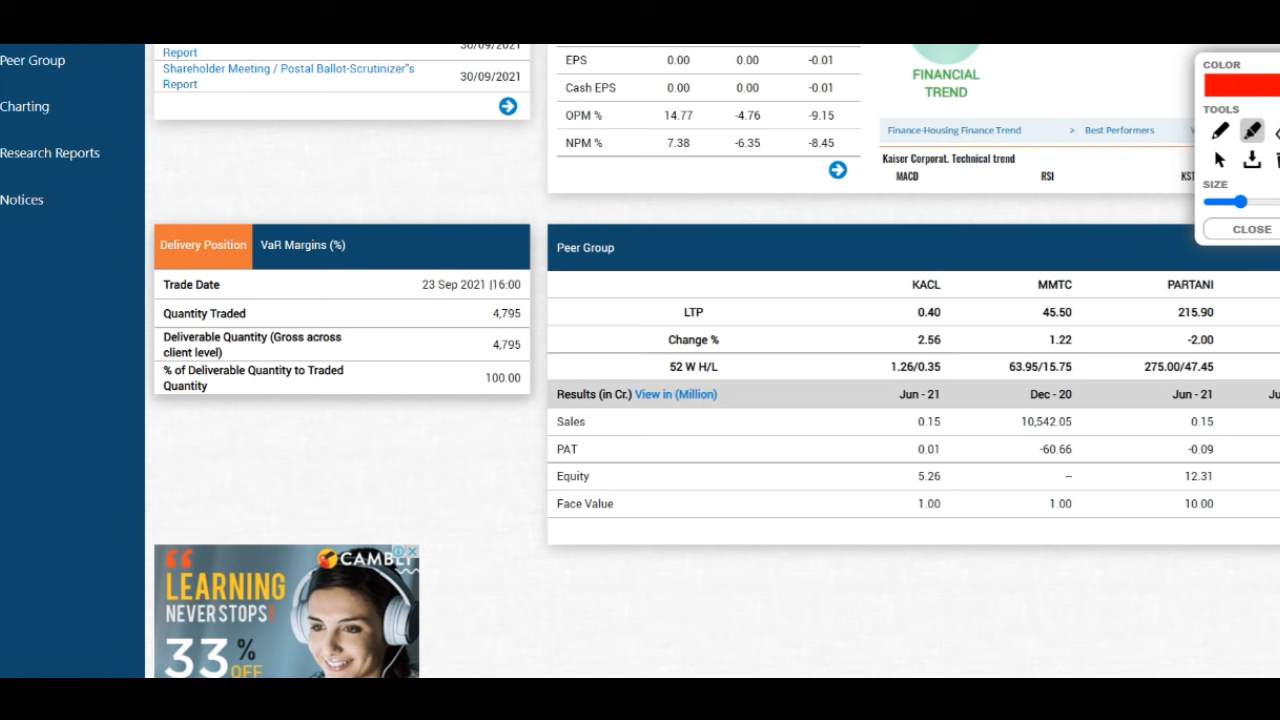 Peer Group
Charting
Research Reports
Notices
Report
30/09/2021
Shareholder Meeting / Postal Ballot-Scrutinizer"s
Report
30/09/2021
EPS 0.00 0.00 -0.01
Cash EPS 0.00 0.00 -0.01
OPM % 14.77 -4.76 -9.15
NPM % 7.38 -6.35 -8.45
FINANCIAL
TREND
Finance-Housing Finance Trend > Best Performers
Kaiser Corporat. Technical trend
MACD RSI KST
COLOR
TOOLS
SIZE
CLOSE
Delivery Position VaR Margins (%)
Trade Date 23 Sep 2021 |16:00
Quantity Traded 4,795
Deliverable Quantity (Gross across
client level) 4,795
% of Deliverable Quantity to Traded
Quantity 100.00
Peer Group
KACL MMTC PARTANI
LTP 0.40 45.50 215.90
Change % 2.56 1.22 -2.00
52 W H/L 1.26/0.35 63.95/15.75 275.00/47.45
Results (in Cr.) View in (Million) Jun - 21 Dec - 20 Jun - 21
Sales 0.15 10,542.05 0.15
PAT 0.01 -60.66 -0.09
Equity 5.26 -- 12.31
Face Value 1.00 1.00 10.00
CAMBLY
LEARNING
NEVER STOPS!
33%
OFF